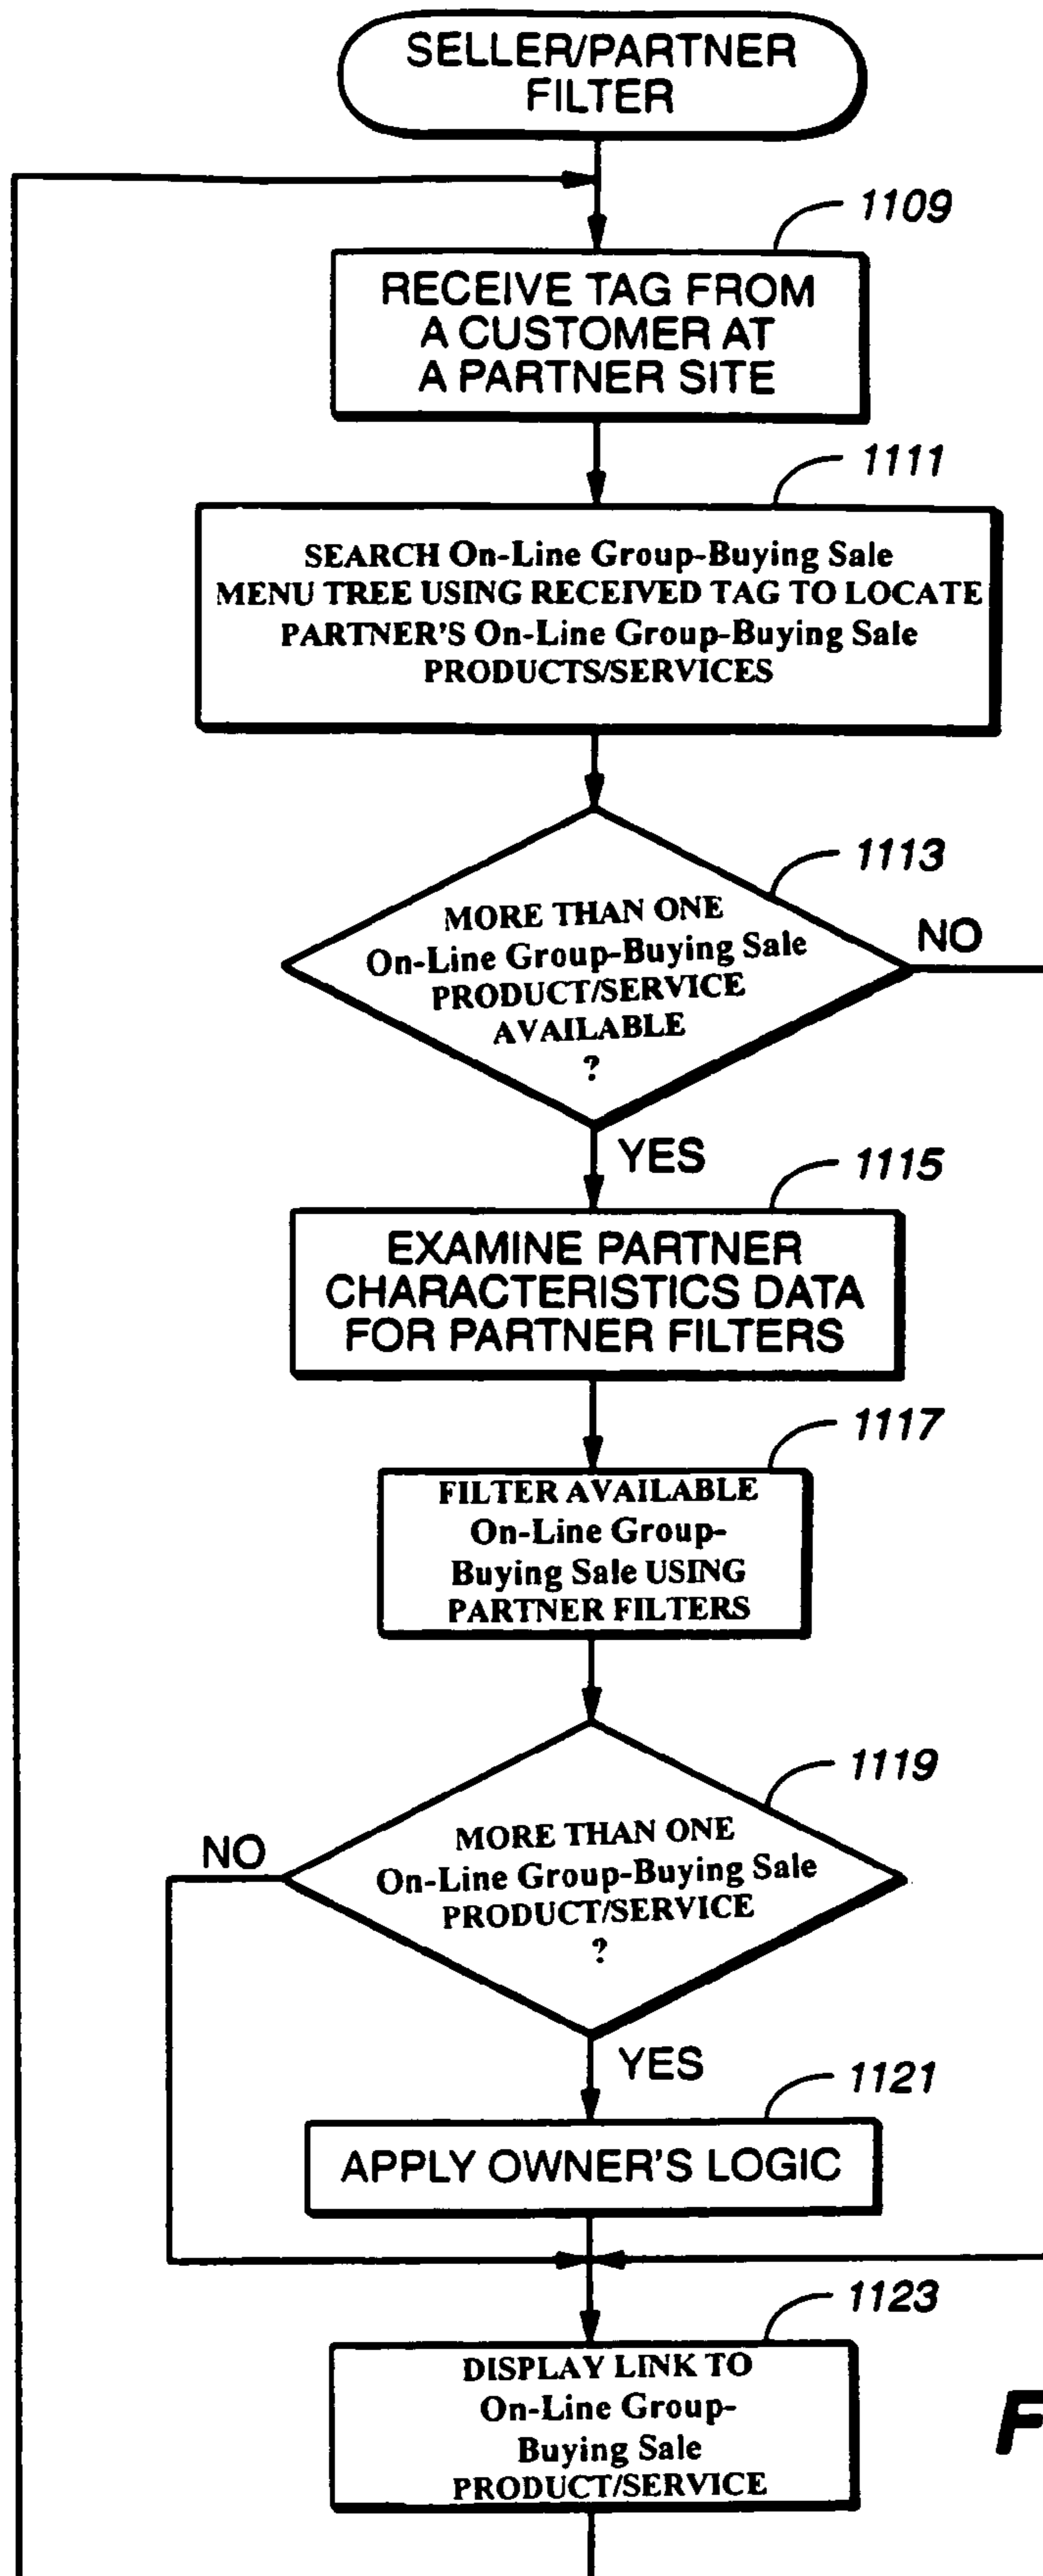 SELLER/PARTNER
FILTER
1109
RECEIVE TAG FROM
A CUSTOMER AT
A PARTNER SITE
1111
SEARCH On-Line Group-Buying Sale
MENU TREE USING RECEIVED TAG TO LOCATE
PARTNER'S On-Line Group-Buying Sale
PRODUCTS/SERVICES
1113
MORE THAN ONE
On-Line Group-Buying Sale
PRODUCT/SERVICE
AVAILABLE
?
NO
YES
1115
EXAMINE PARTNER
CHARACTERISTICS DATA
FOR PARTNER FILTERS
1117
FILTER AVAILABLE
On-Line Group-
Buying Sale USING
PARTNER FILTERS
1119
MORE THAN ONE
On-Line Group-Buying Sale
PRODUCT/SERVICE
?
NO
YES
1121
APPLY OWNER'S LOGIC
1123
DISPLAY LINK TO
On-Line Group-
Buying Sale
PRODUCT/SERVICE
F